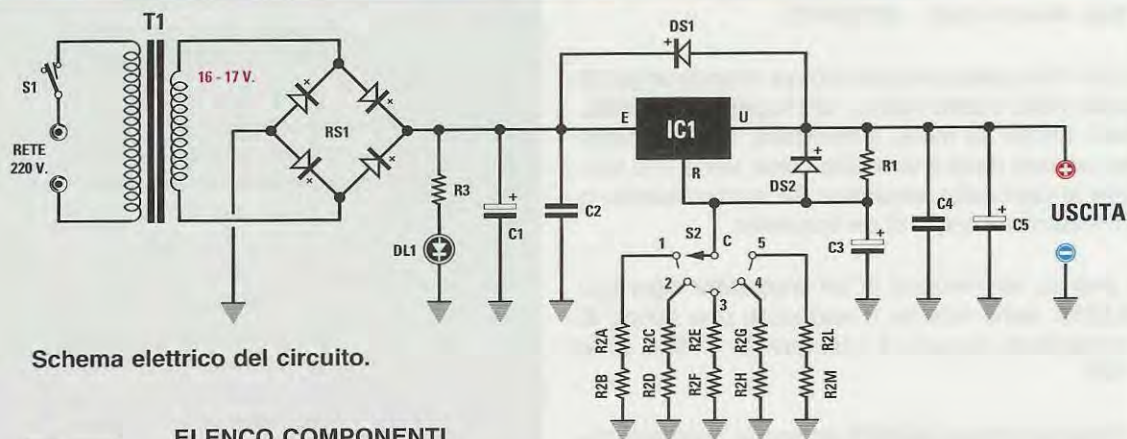 T1
S1
RETE
220 V.
16 - 17 V.
RS1
R3
DL1
C1
C2
DS1
E
IC1
U
R
DS2
R1
C3
C4
C5
USCITA
S2
C
1
2
3
4
5
R2A
R2B
R2C
R2D
R2E
R2F
R2G
R2H
R2L
R2M
Schema elettrico del circuito.
ELENCO COMPONENTI